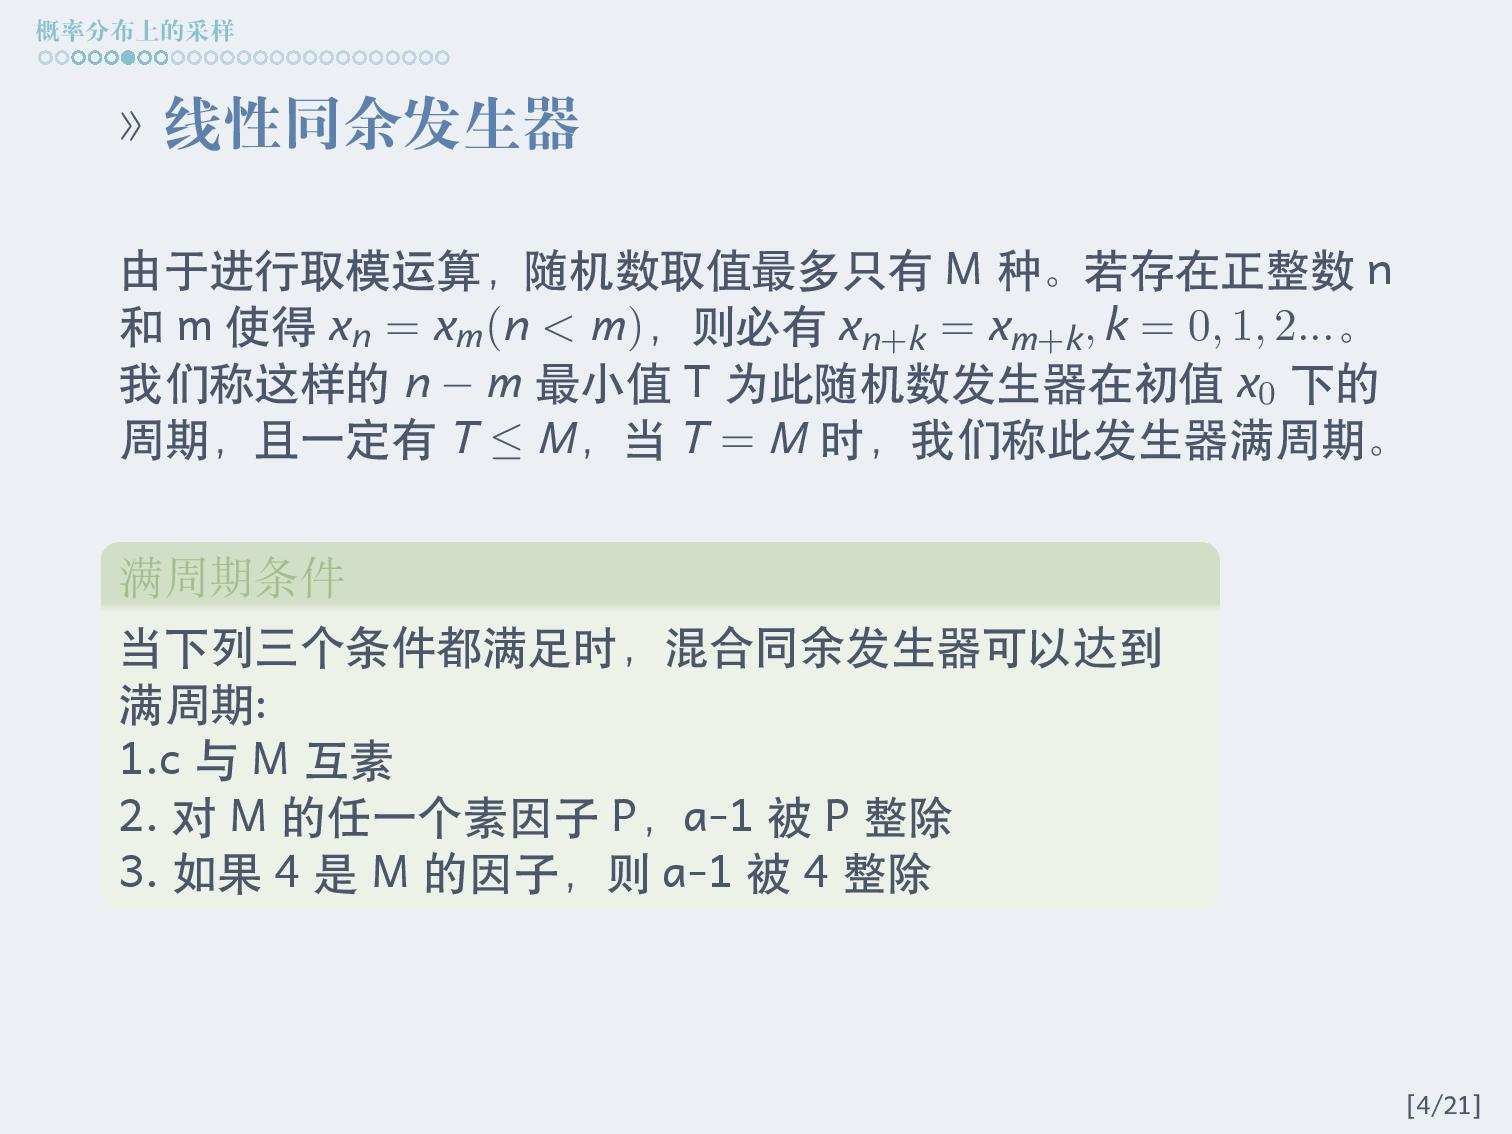 概率分布上的采样
» 线性同余发生器
由于进行取模运算，随机数取值最多只有 M 种。若存在正整数 n
和 m 使得 xₙ = xₘ(n < m)，则必有 xₙ₊ₖ = xₘ₊ₖ, k = 0, 1, 2...。
我们称这样的 n − m 最小值 T 为此随机数发生器在初值 x₀ 下的
周期，且一定有 T ≤ M，当 T = M 时，我们称此发生器满周期。
满周期条件
当下列三个条件都满足时，混合同余发生器可以达到
满周期:
1.c 与 M 互素
2. 对 M 的任一个素因子 P，a-1 被 P 整除
3. 如果 4 是 M 的因子，则 a-1 被 4 整除
[4/21]